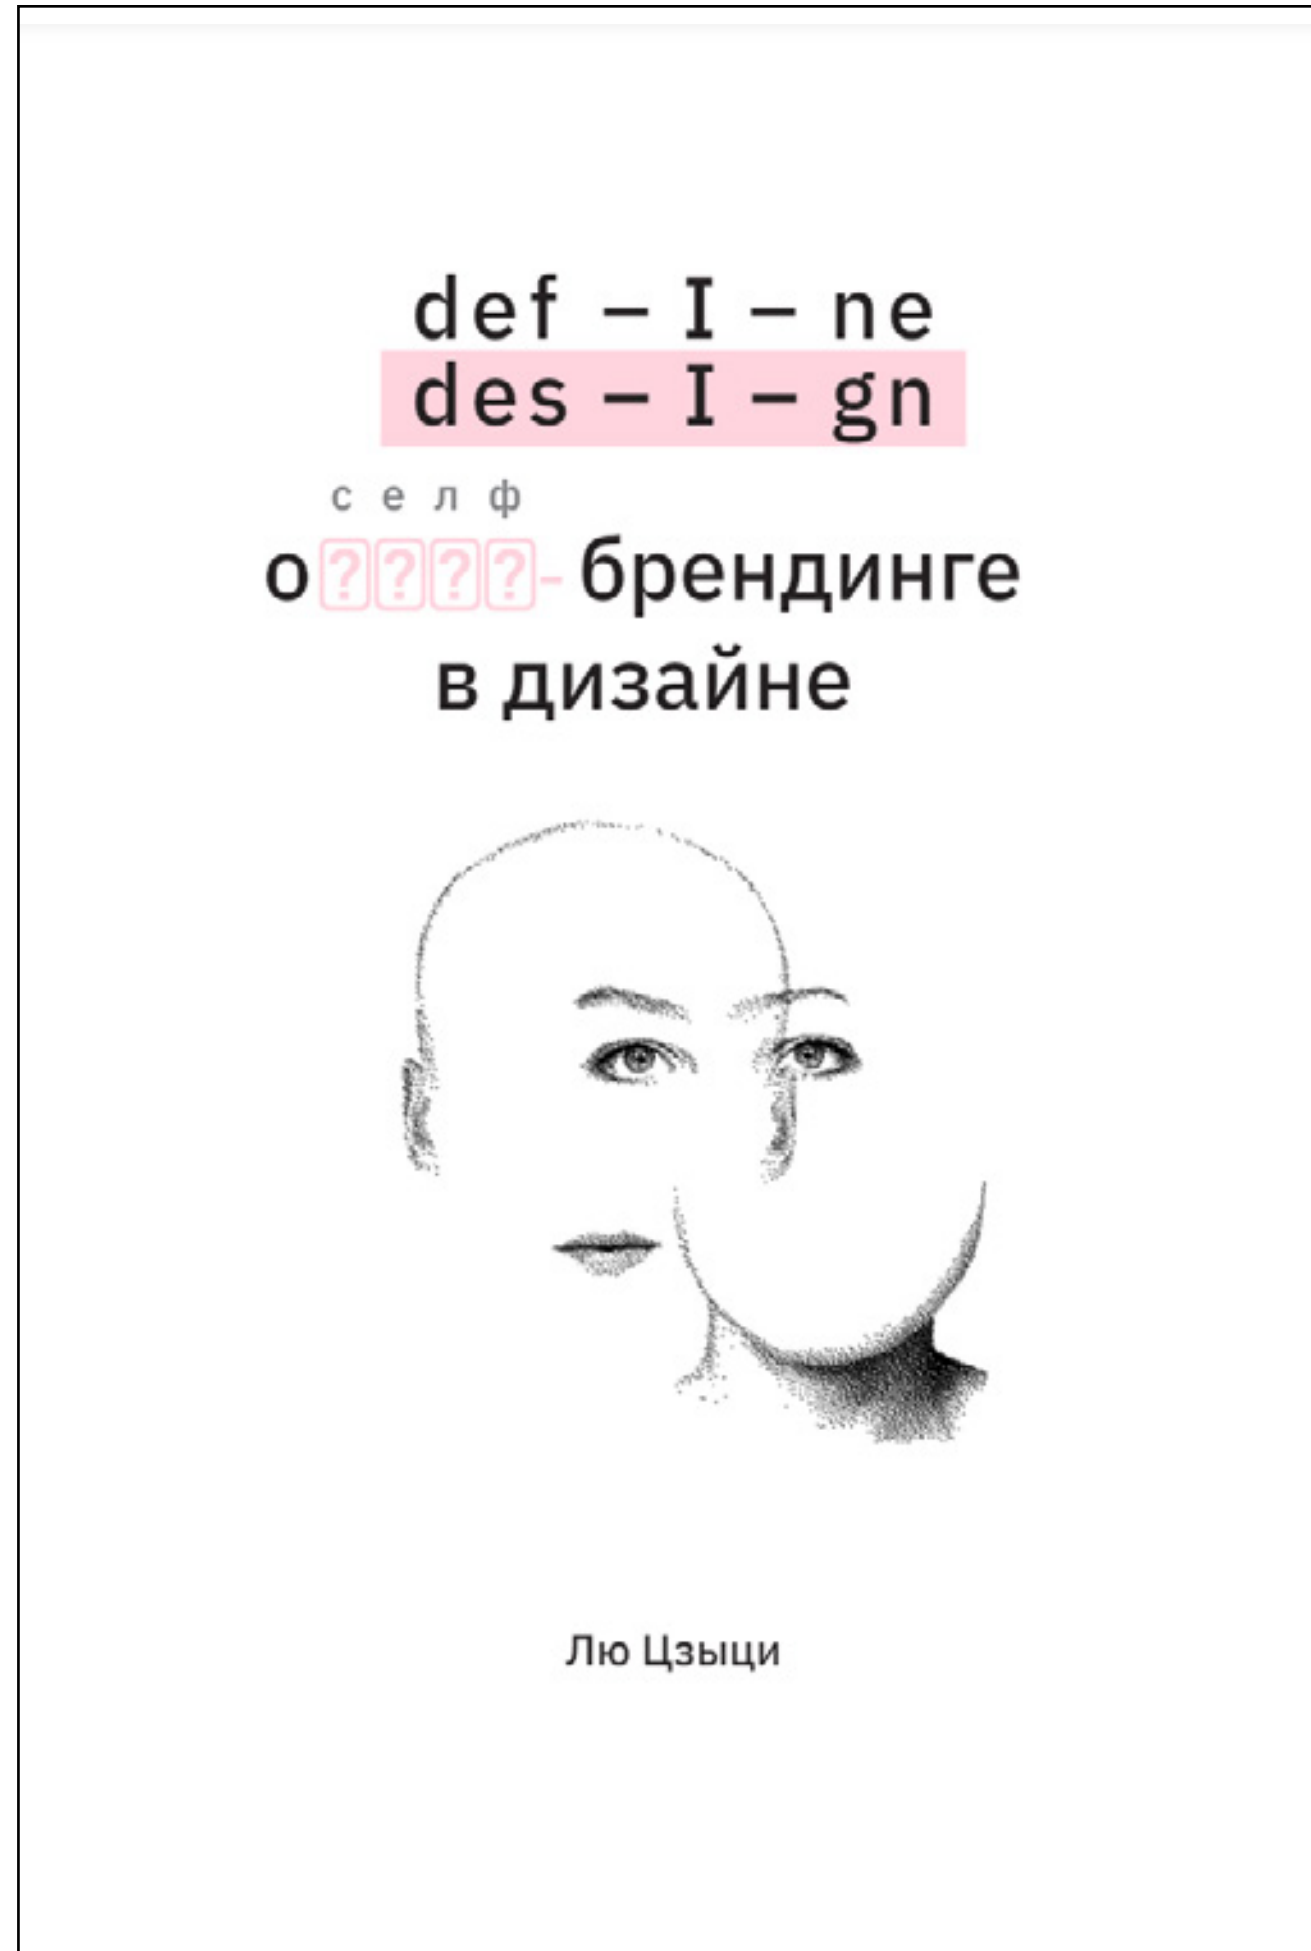 def – I – ne
des – I – gn
с е л ф
о ????- брендинге
в дизайне
Лю Цзыци